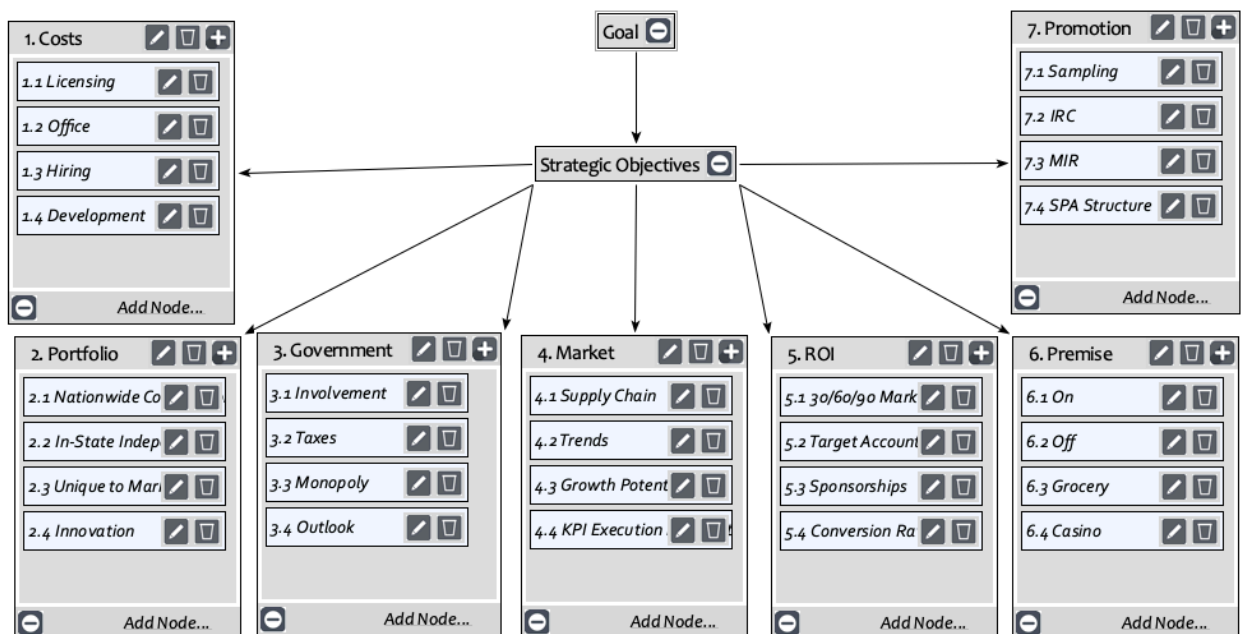 Goal
Strategic Objectives
1. Costs
1.1 Licensing
1.2 Office
1.3 Hiring
1.4 Development
Add Node...
2. Portfolio
2.1 Nationwide Co
2.2 In-State Indep
2.3 Unique to Mar
2.4 Innovation
Add Node...
3. Government
3.1 Involvement
3.2 Taxes
3.3 Monopoly
3.4 Outlook
Add Node...
4. Market
4.1 Supply Chain
4.2 Trends
4.3 Growth Potent
4.4 KPI Execution
Add Node...
5. ROI
5.1 30/60/90 Mark
5.2 Target Account
5.3 Sponsorships
5.4 Conversion Ra
Add Node...
6. Premise
6.1 On
6.2 Off
6.3 Grocery
6.4 Casino
Add Node...
7. Promotion
7.1 Sampling
7.2 IRC
7.3 MIR
7.4 SPA Structure
Add Node...